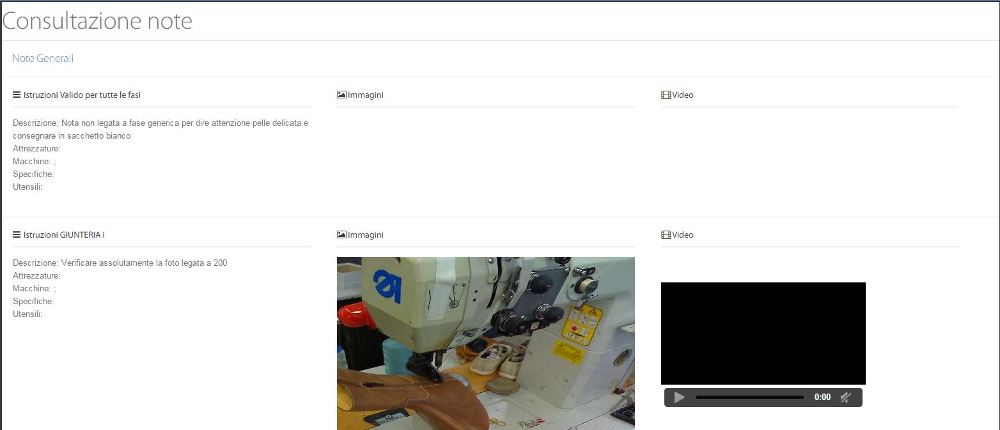 Consultazione note
Note Generali
Istruzioni Valido per tutte le fasi
Immagini
Video
Descrizione: Nota non legata a fase generica per dire attenzione pelle delicata e
consegnare in sacchetto bianco
Attrezzature:
Macchine: ;
Specifiche:
Utensili:
Istruzioni GIUNTERIA I
Immagini
Video
Descrizione: Verificare assolutamente la foto legata a 200
Attrezzature:
Macchine: ;
Specifiche:
Utensili:
0:00